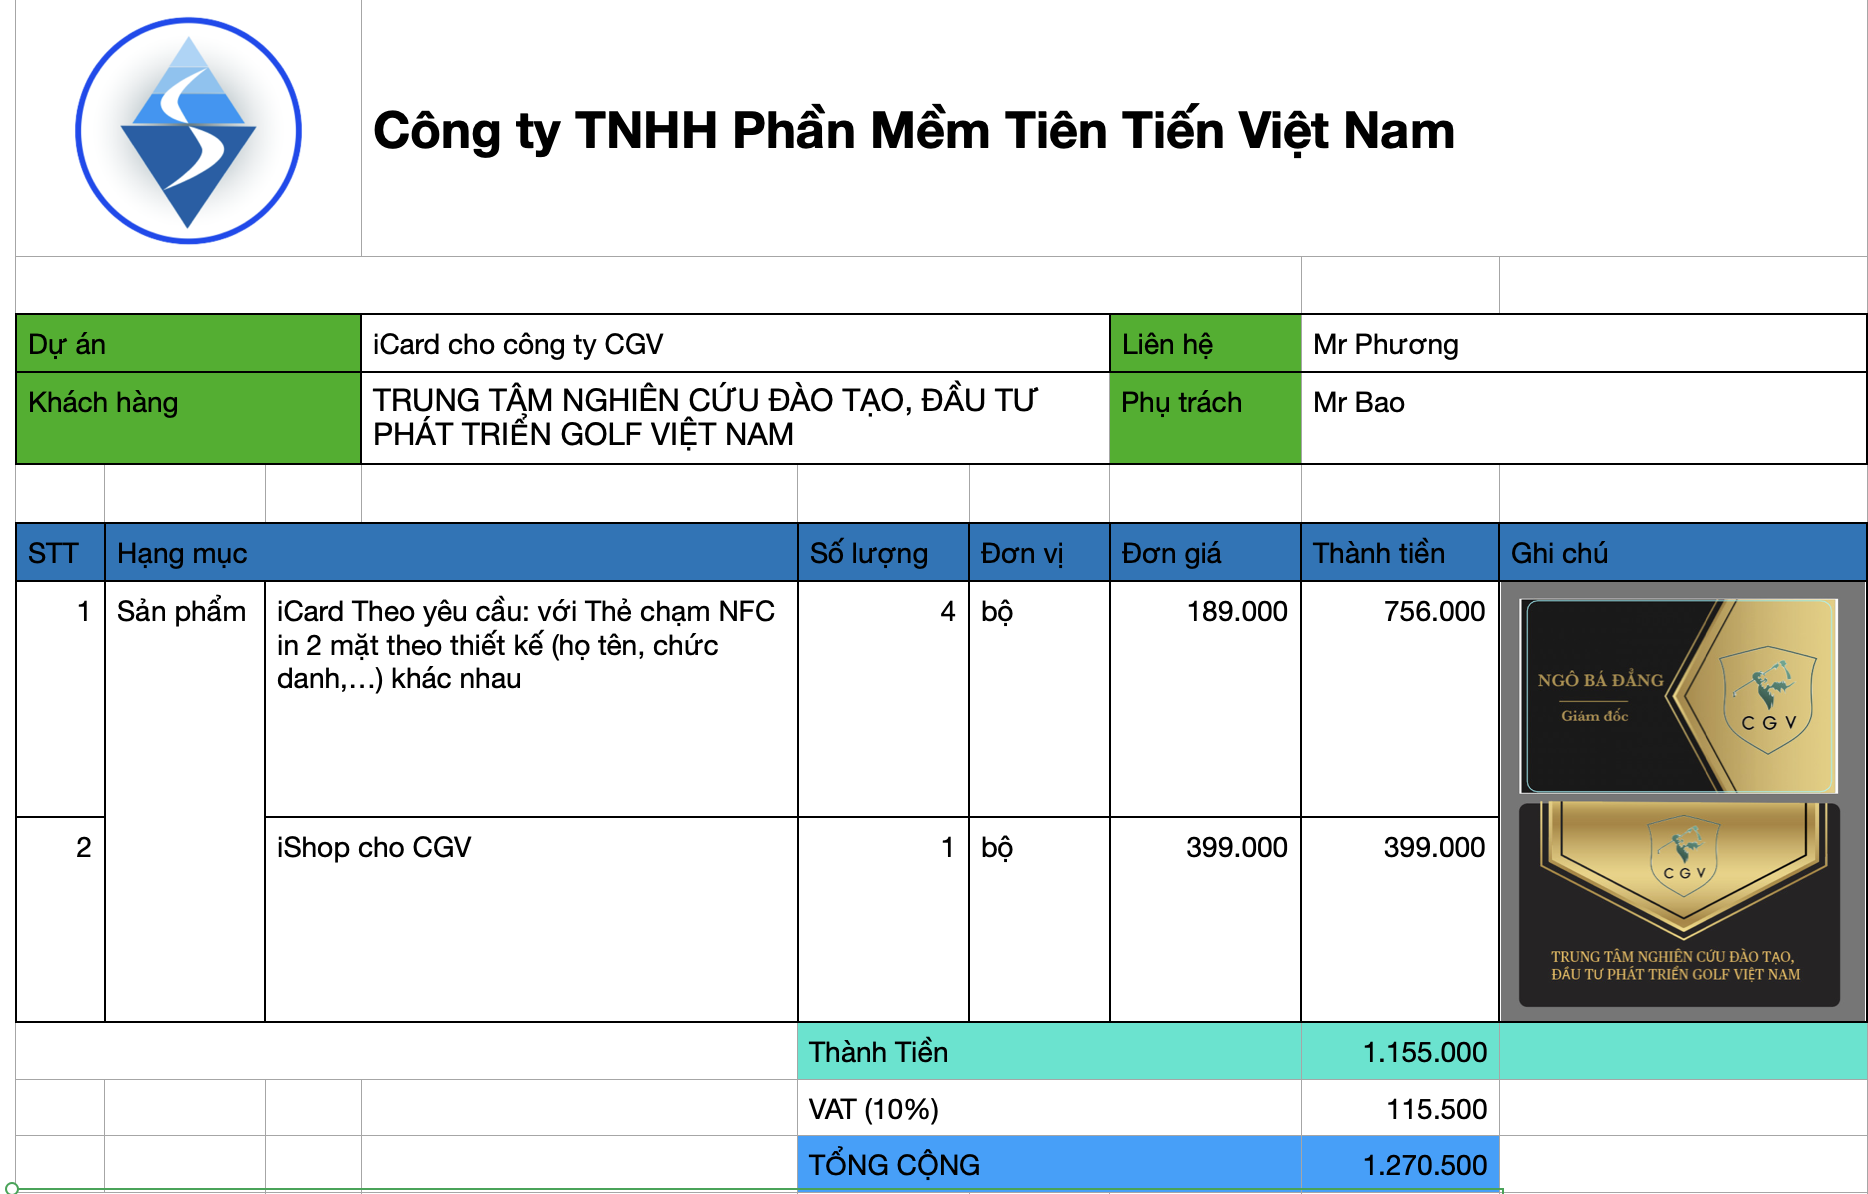 Công ty TNHH Phần Mềm Tiên Tiến Việt Nam
Dự án iCard cho công ty CGV Liên hệ Mr Phương
Khách hàng TRUNG TÂM NGHIÊN CỨU ĐÀO TẠO, ĐẦU TƯ Phụ trách Mr Bao
PHÁT TRIỂN GOLF VIỆT NAM
STT Hạng mục Số lượng Đơn vị Đơn giá Thành tiền Ghi chú
1 Sản phẩm iCard Theo yêu cầu: với Thẻ chạm NFC 4 bộ 189.000 756.000
in 2 mặt theo thiết kế (họ tên, chức
danh,...) khác nhau
NGÔ BÁ ĐẲNG
Giám đốc
CGV
2 iShop cho CGV 1 bộ 399.000 399.000
CGV
TRUNG TÂM NGHIÊN CỨU ĐÀO TẠO,
ĐẦU TƯ PHÁT TRIỂN GOLF VIỆT NAM
Thành Tiền 1.155.000
VAT (10%) 115.500
TỔNG CỘNG 1.270.500